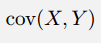 cov(X, Y)